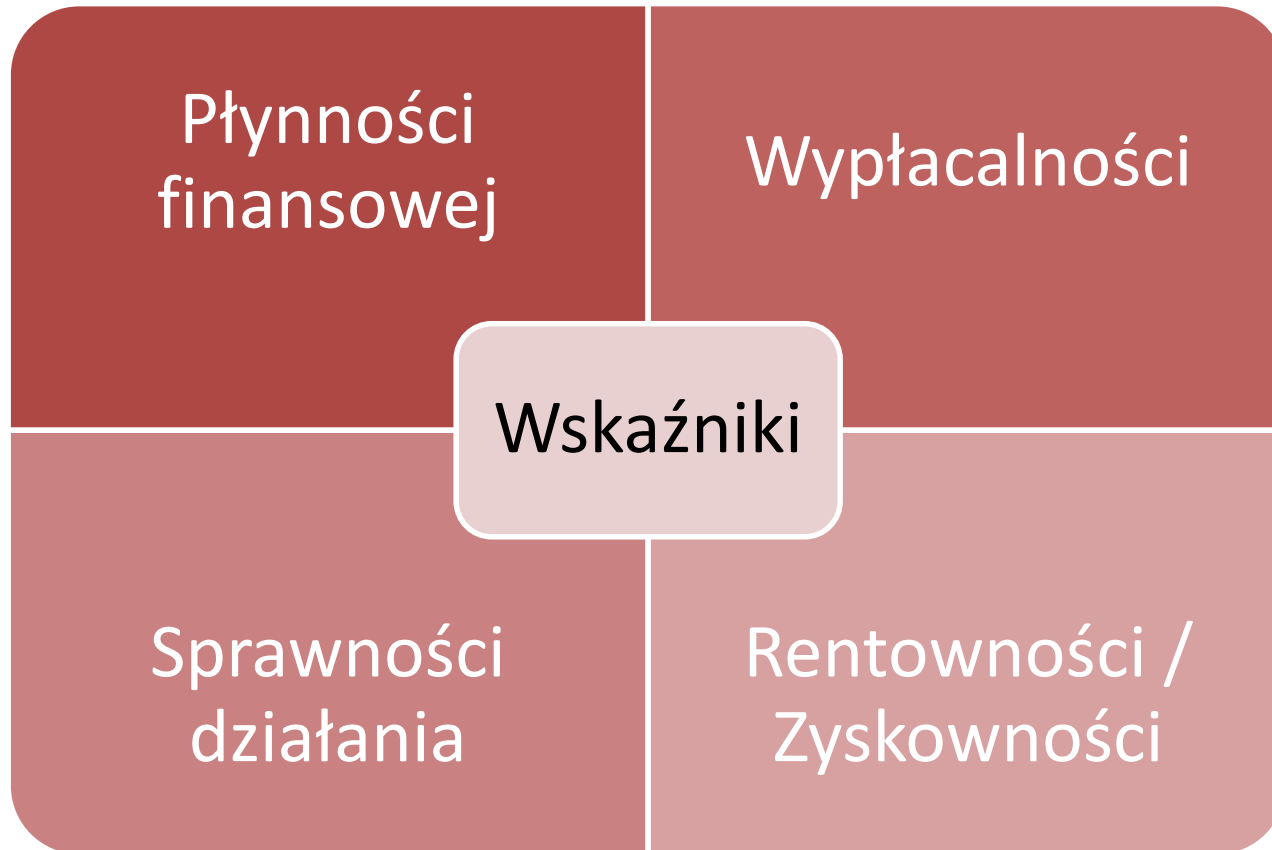 Płynności
finansowej
Wypłacalności
Wskaźniki
Sprawności
działania
Rentowności /
Zyskowności